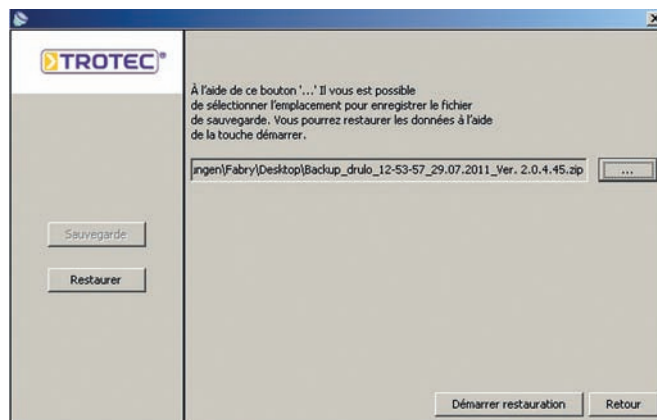 TROTEC®
À l'aide de ce bouton '...' Il vous est possible
de sélectionner l'emplacement pour enregistrer le fichier
de sauvegarde. Vous pourrez restaurer les données à l'aide
de la touche démarrer.
ngen\Fabry\Desktop\Backup_drulo_12-53-57_29.07.2011_Ver. 2.0.4.45.zip
...
Sauvegarde
Restaurer
Démarrer restauration
Retour